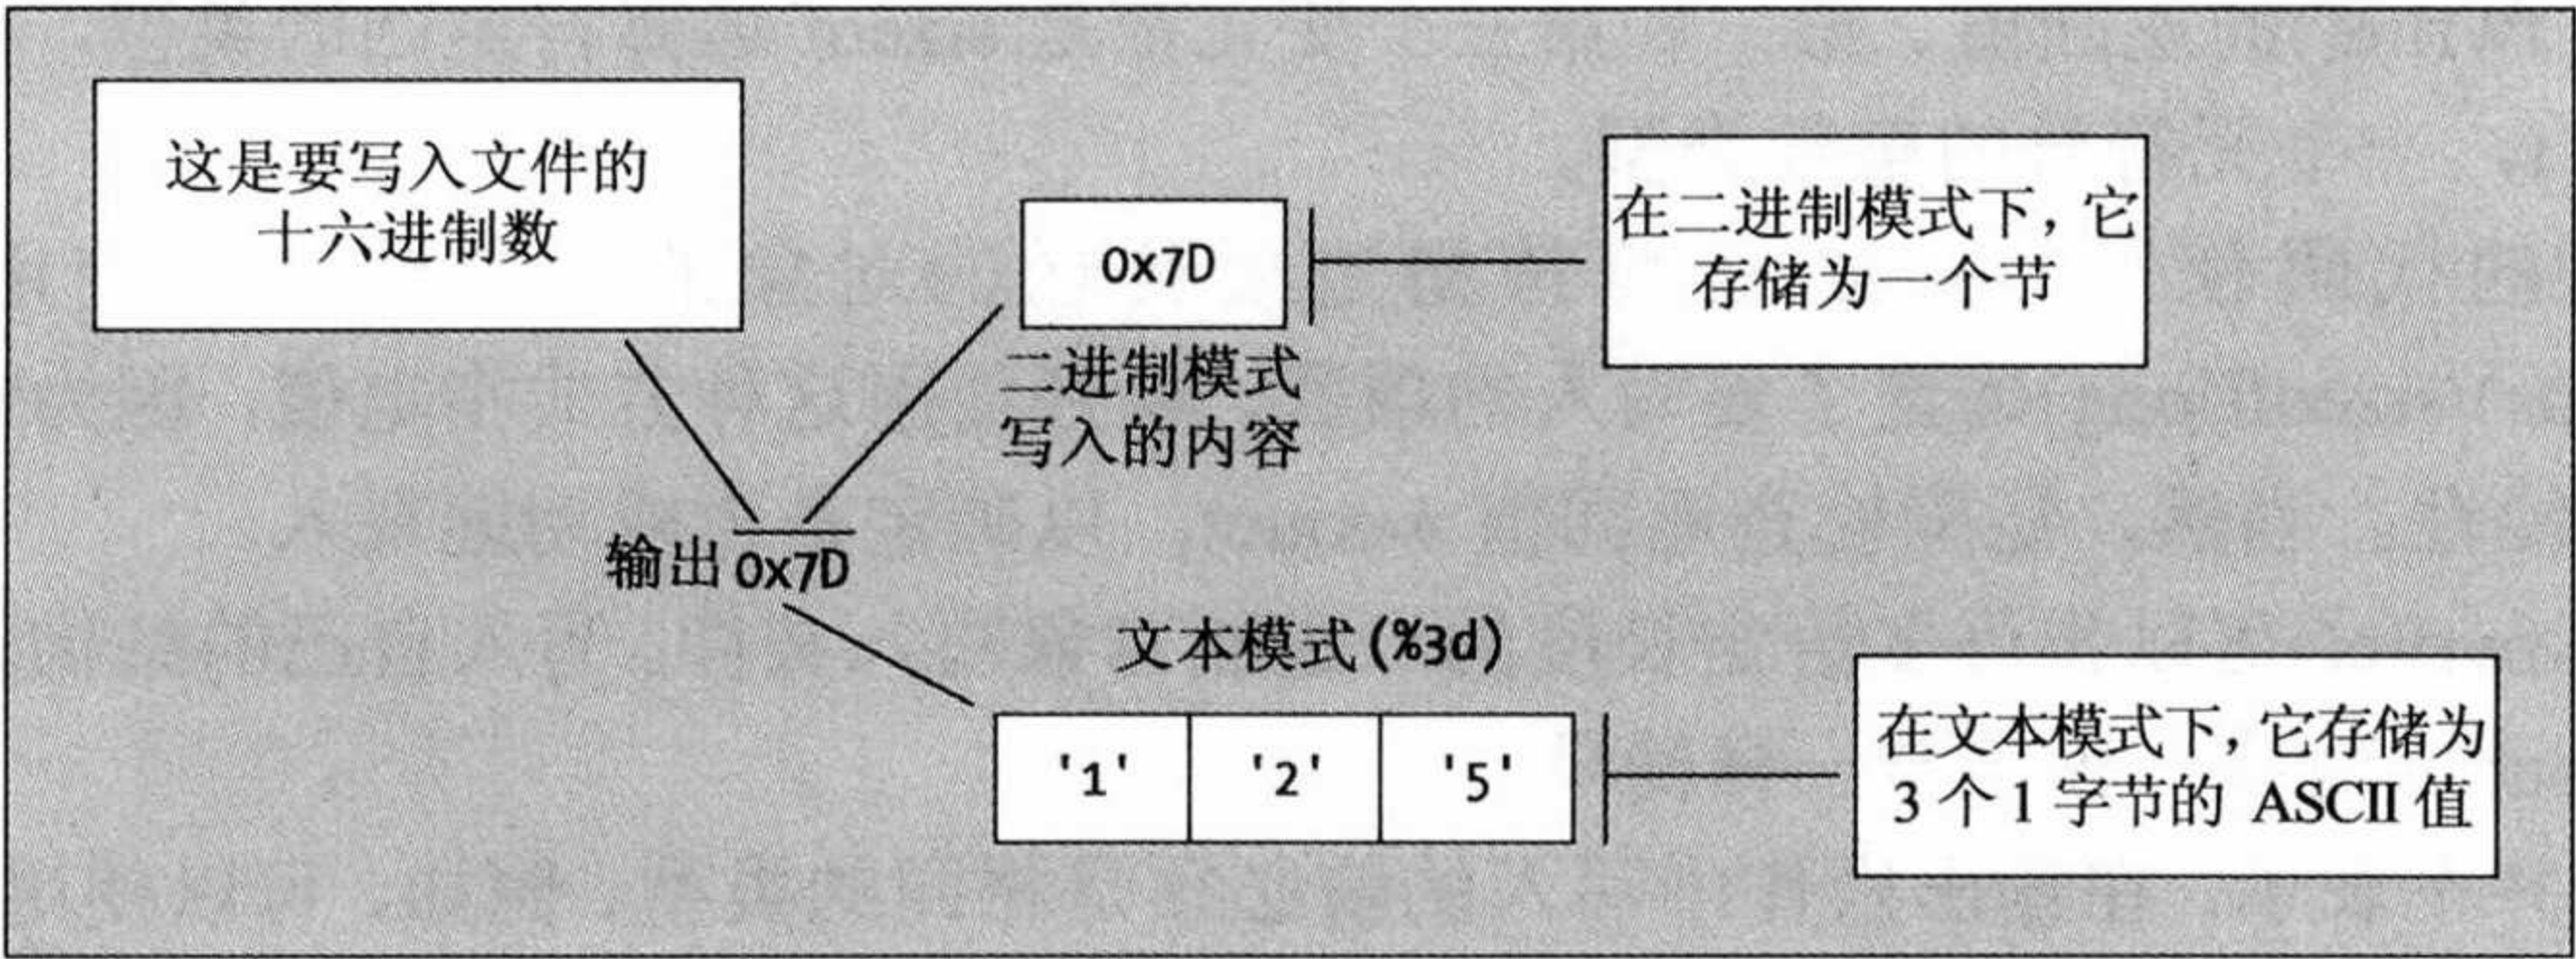 这是要写入文件的
十六进制数
0x7D
在二进制模式下，它
存储为一个节
二进制模式
写入的内容
输出 0x7D
文本模式(%3d)
'1' '2' '5'
在文本模式下，它存储为
3 个 1 字节的 ASCII 值